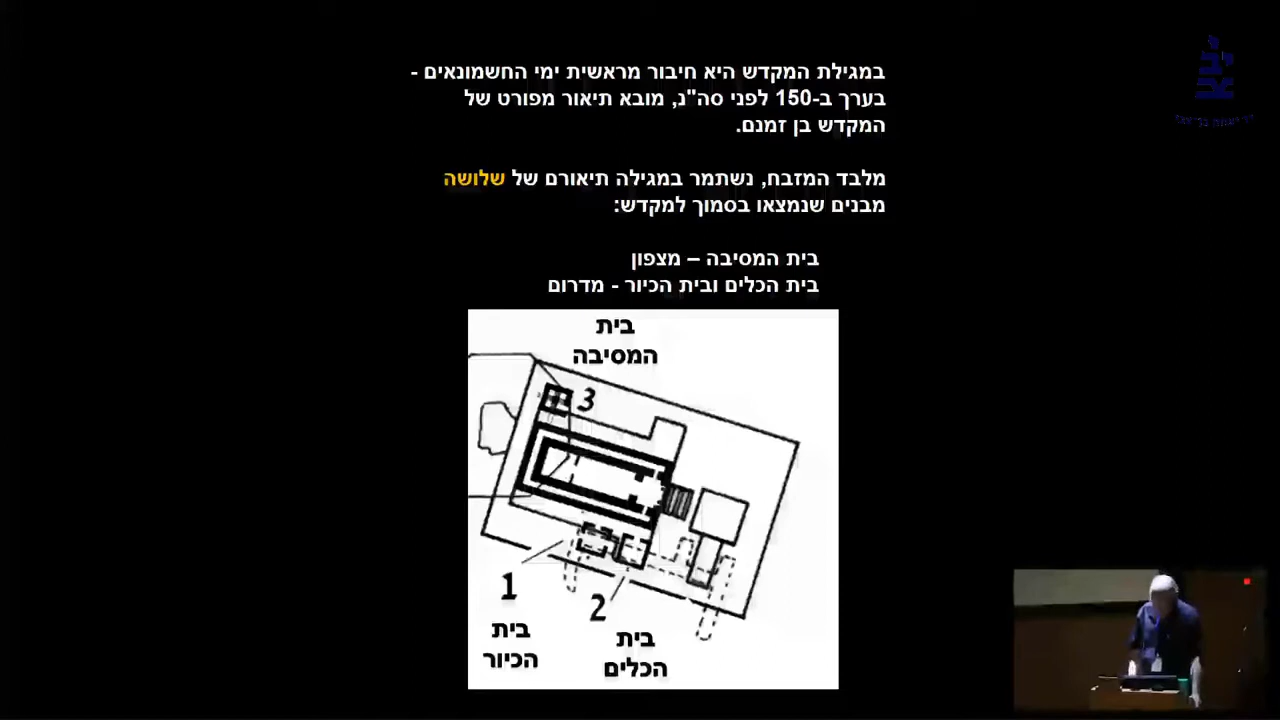 במגילת המקדש היא חיבור מראשית ימי החשמונאים -
בערך ב-150 לפני סה"נ, מובא תיאור מפורט של
המקדש בן זמנם.
מלבד המזבח, נשתמר במגילה תיאורם של שלושה
מבנים שנמצאו בסמוך למקדש:
בית המסיבה – מצפון
בית הכלים ובית הכיור - מדרום
בית
המסיבה
3
1
2
בית
הכיור
בית
הכלים